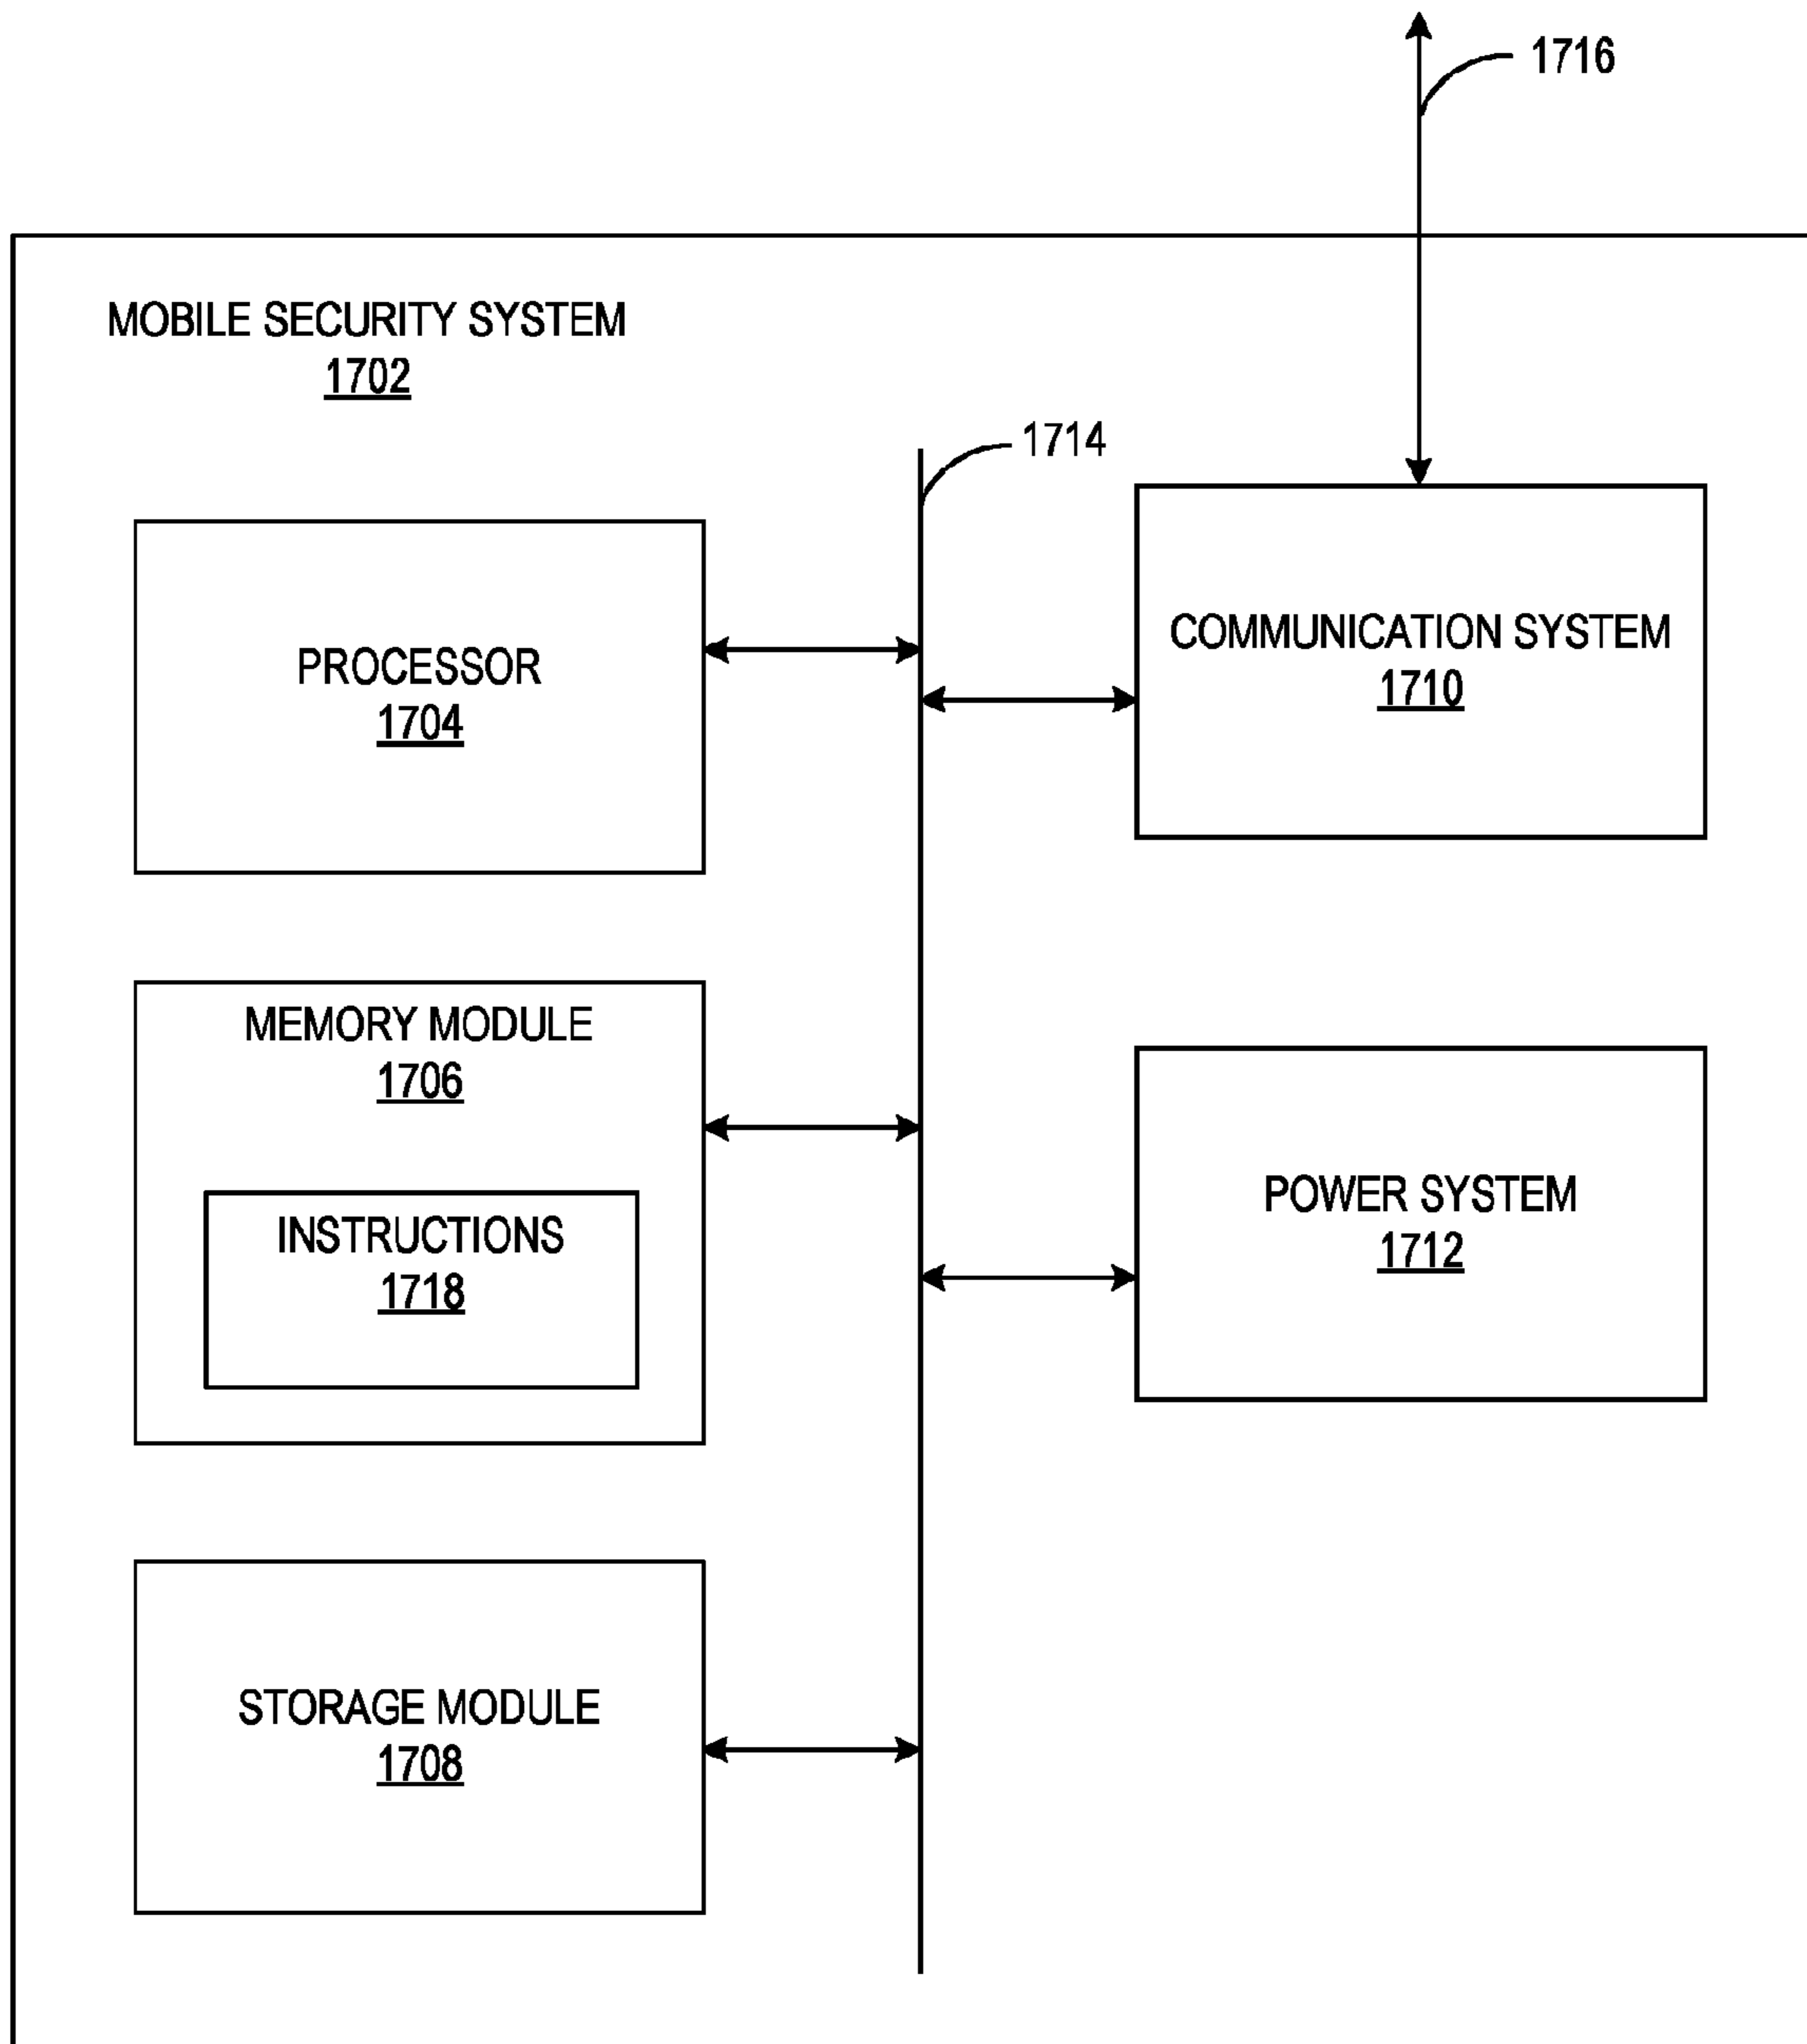 1716
MOBILE SECURITY SYSTEM
1702
1714
PROCESSOR
1704
COMMUNICATION SYSTEM
1710
MEMORY MODULE
1706
INSTRUCTIONS
1718
POWER SYSTEM
1712
STORAGE MODULE
1708